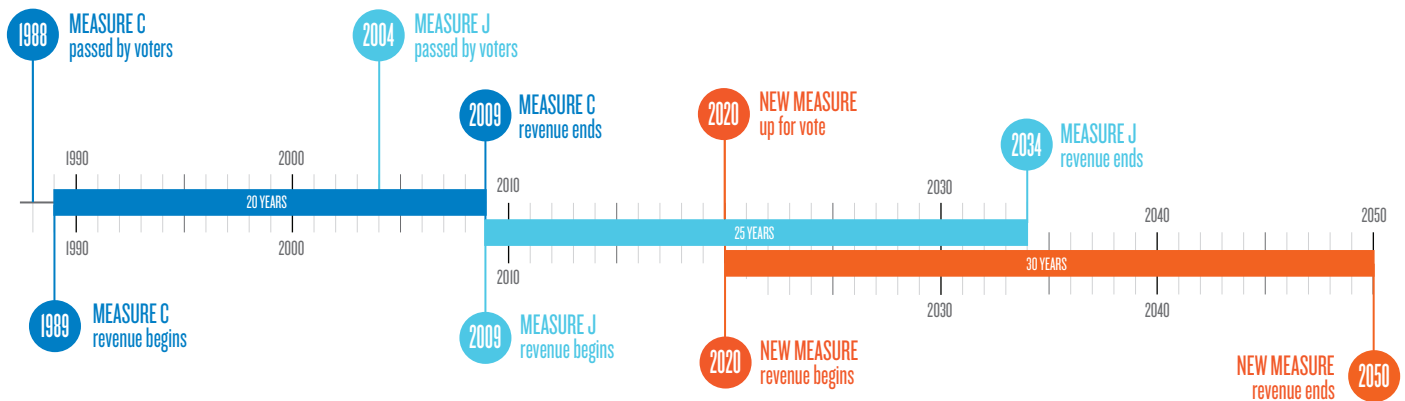 1988
MEASURE C
passed by voters
2004
MEASURE J
passed by voters
2009
MEASURE C
revenue ends
2020
NEW MEASURE
up for vote
2034
MEASURE J
revenue ends
1990
2000
2010
2030
2040
2050
20 YEARS
25 YEARS
30 YEARS
1990
2000
2010
2030
2040
1989
MEASURE C
revenue begins
2009
MEASURE J
revenue begins
2020
NEW MEASURE
revenue begins
NEW MEASURE
revenue ends
2050